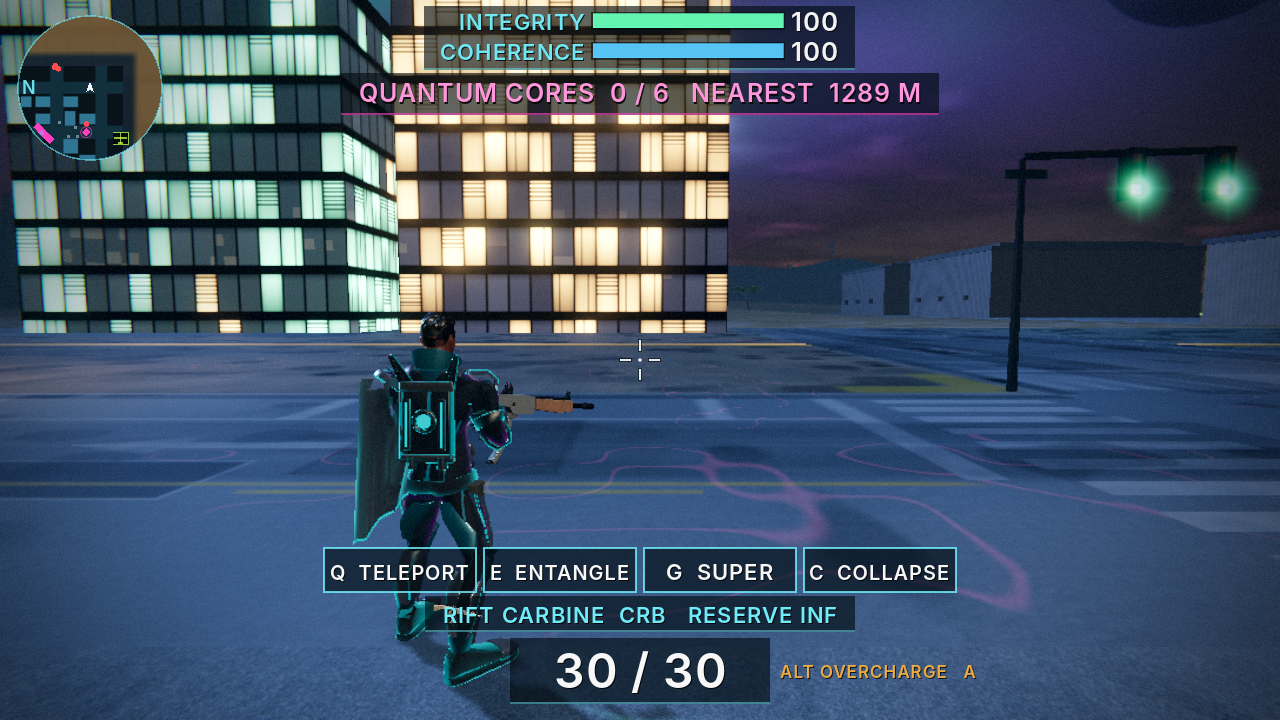 INTEGRITY 100
COHERENCE 100
QUANTUM CORES 0 / 6 NEAREST 1289 M
N
Q TELEPORT E ENTANGLE G SUPER C COLLAPSE
RIFT CARBINE CRB RESERVE INF
30 / 30 ALT OVERCHARGE A